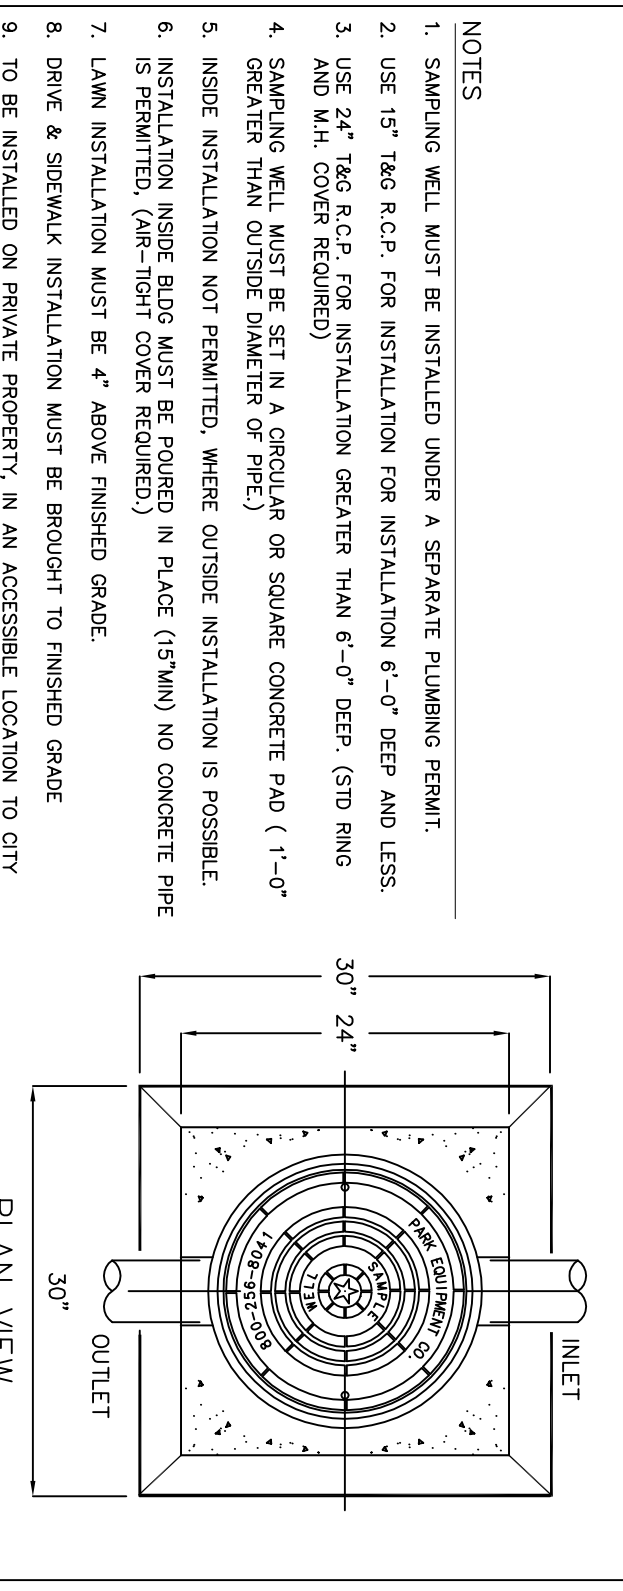 NOTES
1. SAMPLING WELL MUST BE INSTALLED UNDER A SEPARATE PLUMBING PERMIT.
2. USE 15" T&G R.C.P. FOR INSTALLATION FOR INSTALLATION 6'-0" DEEP AND LESS.
3. USE 24" T&G R.C.P. FOR INSTALLATION GREATER THAN 6'-0" DEEP. (STD RING
AND M.H. COVER REQUIRED)
4. SAMPLING WELL MUST BE SET IN A CIRCULAR OR SQUARE CONCRETE PAD ( 1'-0"
GREATER THAN OUTSIDE DIAMETER OF PIPE.)
5. INSIDE INSTALLATION NOT PERMITTED, WHERE OUTSIDE INSTALLATION IS POSSIBLE.
6. INSTALLATION INSIDE BLDG MUST BE POURED IN PLACE (15"MIN) NO CONCRETE PIPE
IS PERMITTED, (AIR-TIGHT COVER REQUIRED.)
7. LAWN INSTALLATION MUST BE 4" ABOVE FINISHED GRADE.
8. DRIVE & SIDEWALK INSTALLATION MUST BE BROUGHT TO FINISHED GRADE
9. TO BE INSTALLED ON PRIVATE PROPERTY, IN AN ACCESSIBLE LOCATION TO CITY
INLET
30"
24"
PARK EQUIPMENT CO.
SAMPLE
WELL
800-256-8041
OUTLET
30"
PLAN VIEW